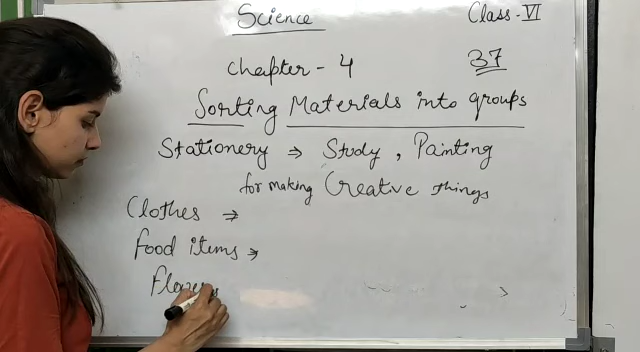 Science
Class - VI
Chapter - 4
37
Sorting Materials into groups
Stationery ⇒ Study, Painting
for making Creative things
Clothes ⇒
food items ⇒